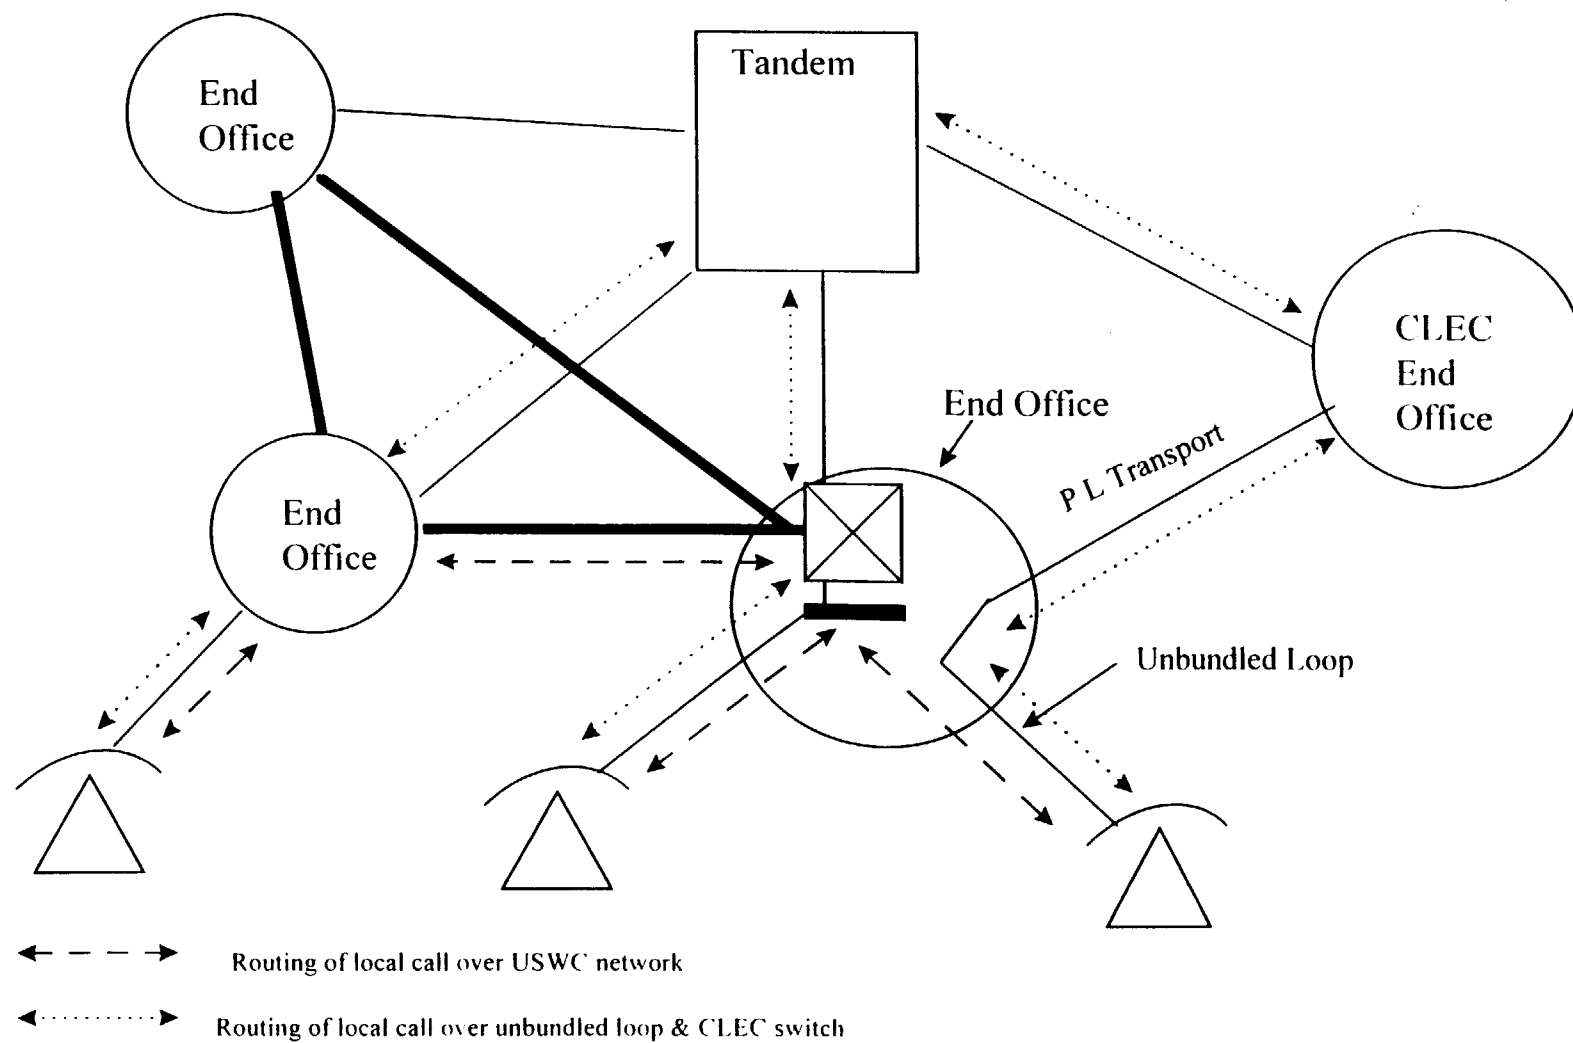 End
Office
Tandem
CLEC
End
Office
End Office
P L Transport
End
Office
Unbundled Loop
Routing of local call over USWC network
Routing of local call over unbundled loop & CLEC switch